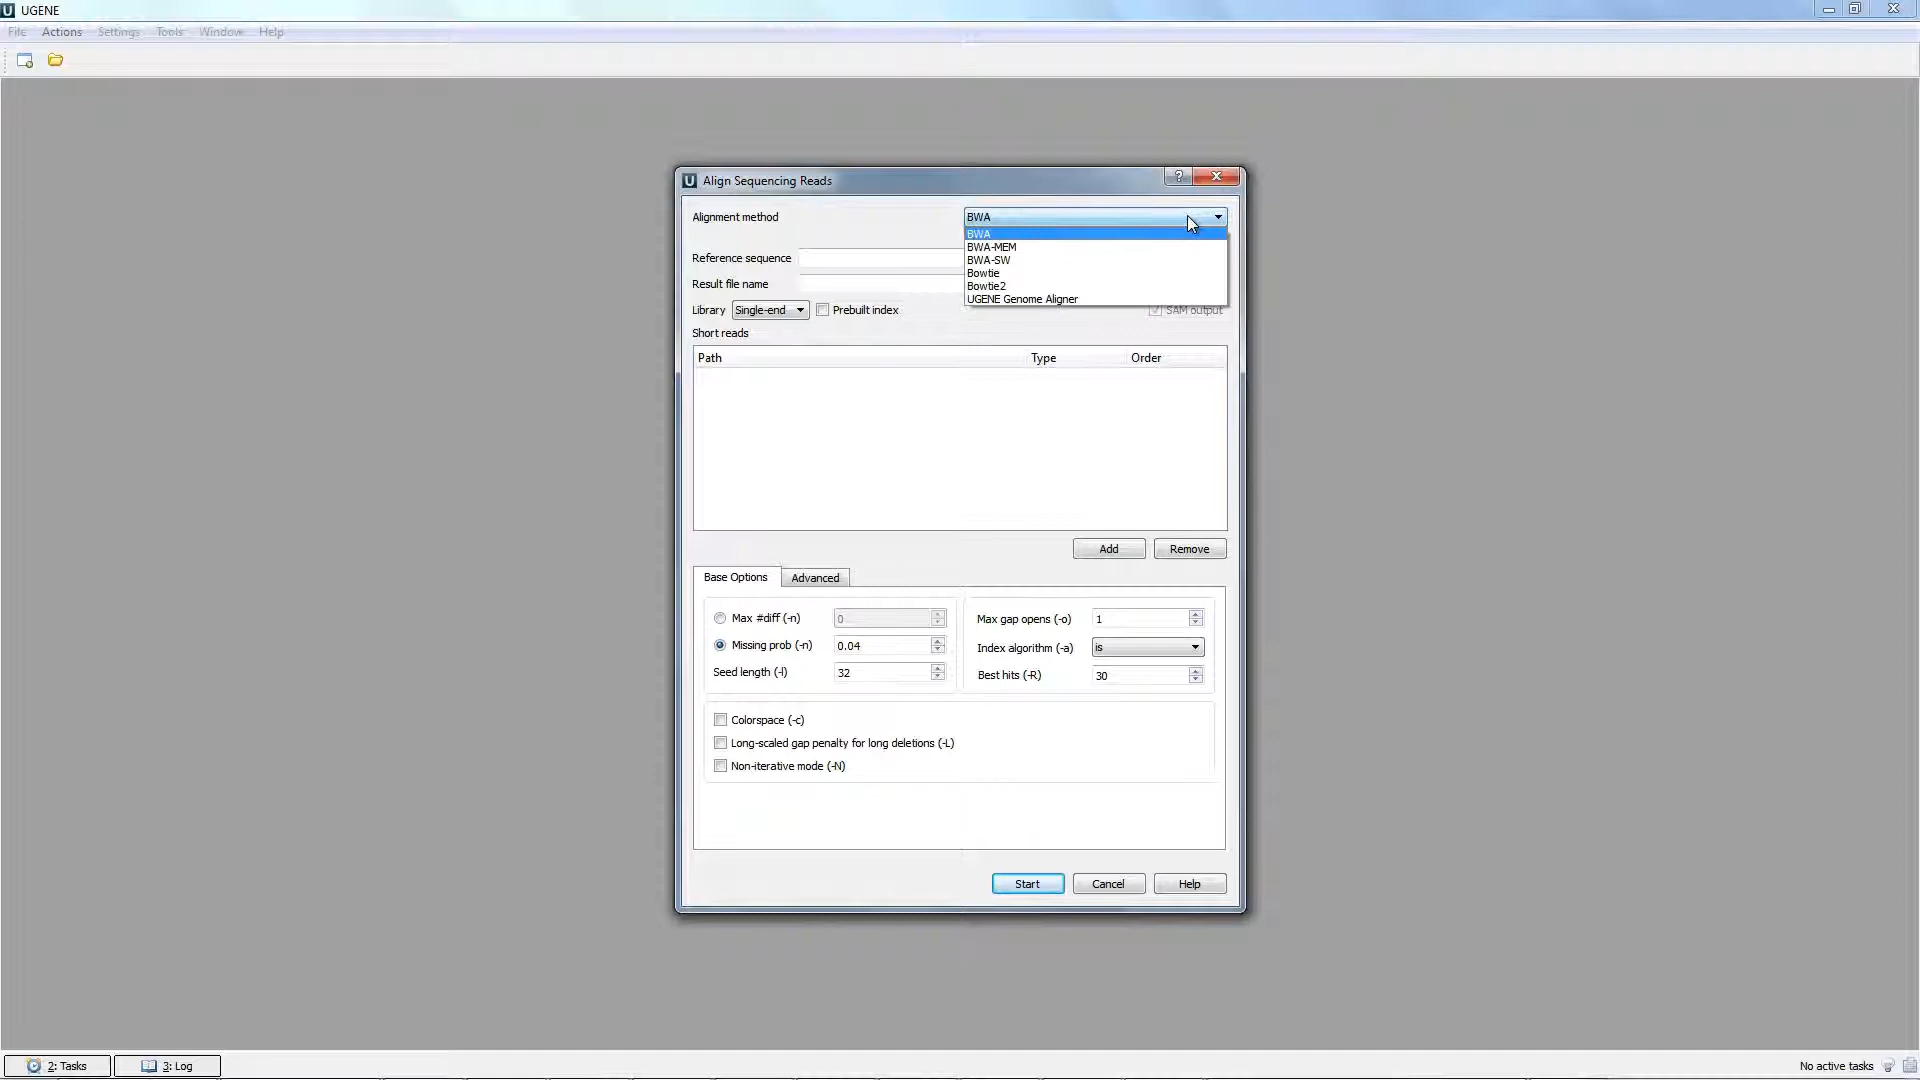 UGENE
File Actions Settings Tools Window Help
Align Sequencing Reads
Alignment method BWA
BWA
BWA-MEM
BWA-SW
Bowtie
Bowtie2
UGENE Genome Aligner
Reference sequence
Result file name
Library Single-end Prebuilt index SAM output
Short reads
Path Type Order
Add Remove
Base Options Advanced
Max #diff (-n) 0
Missing prob (-n) 0.04
Seed length (-l) 32
Max gap opens (-o) 1
Index algorithm (-a) is
Best hits (-R) 30
Colorspace (-c)
Long-scaled gap penalty for long deletions (-L)
Non-iterative mode (-N)
Start Cancel Help
2: Tasks 3: Log No active tasks